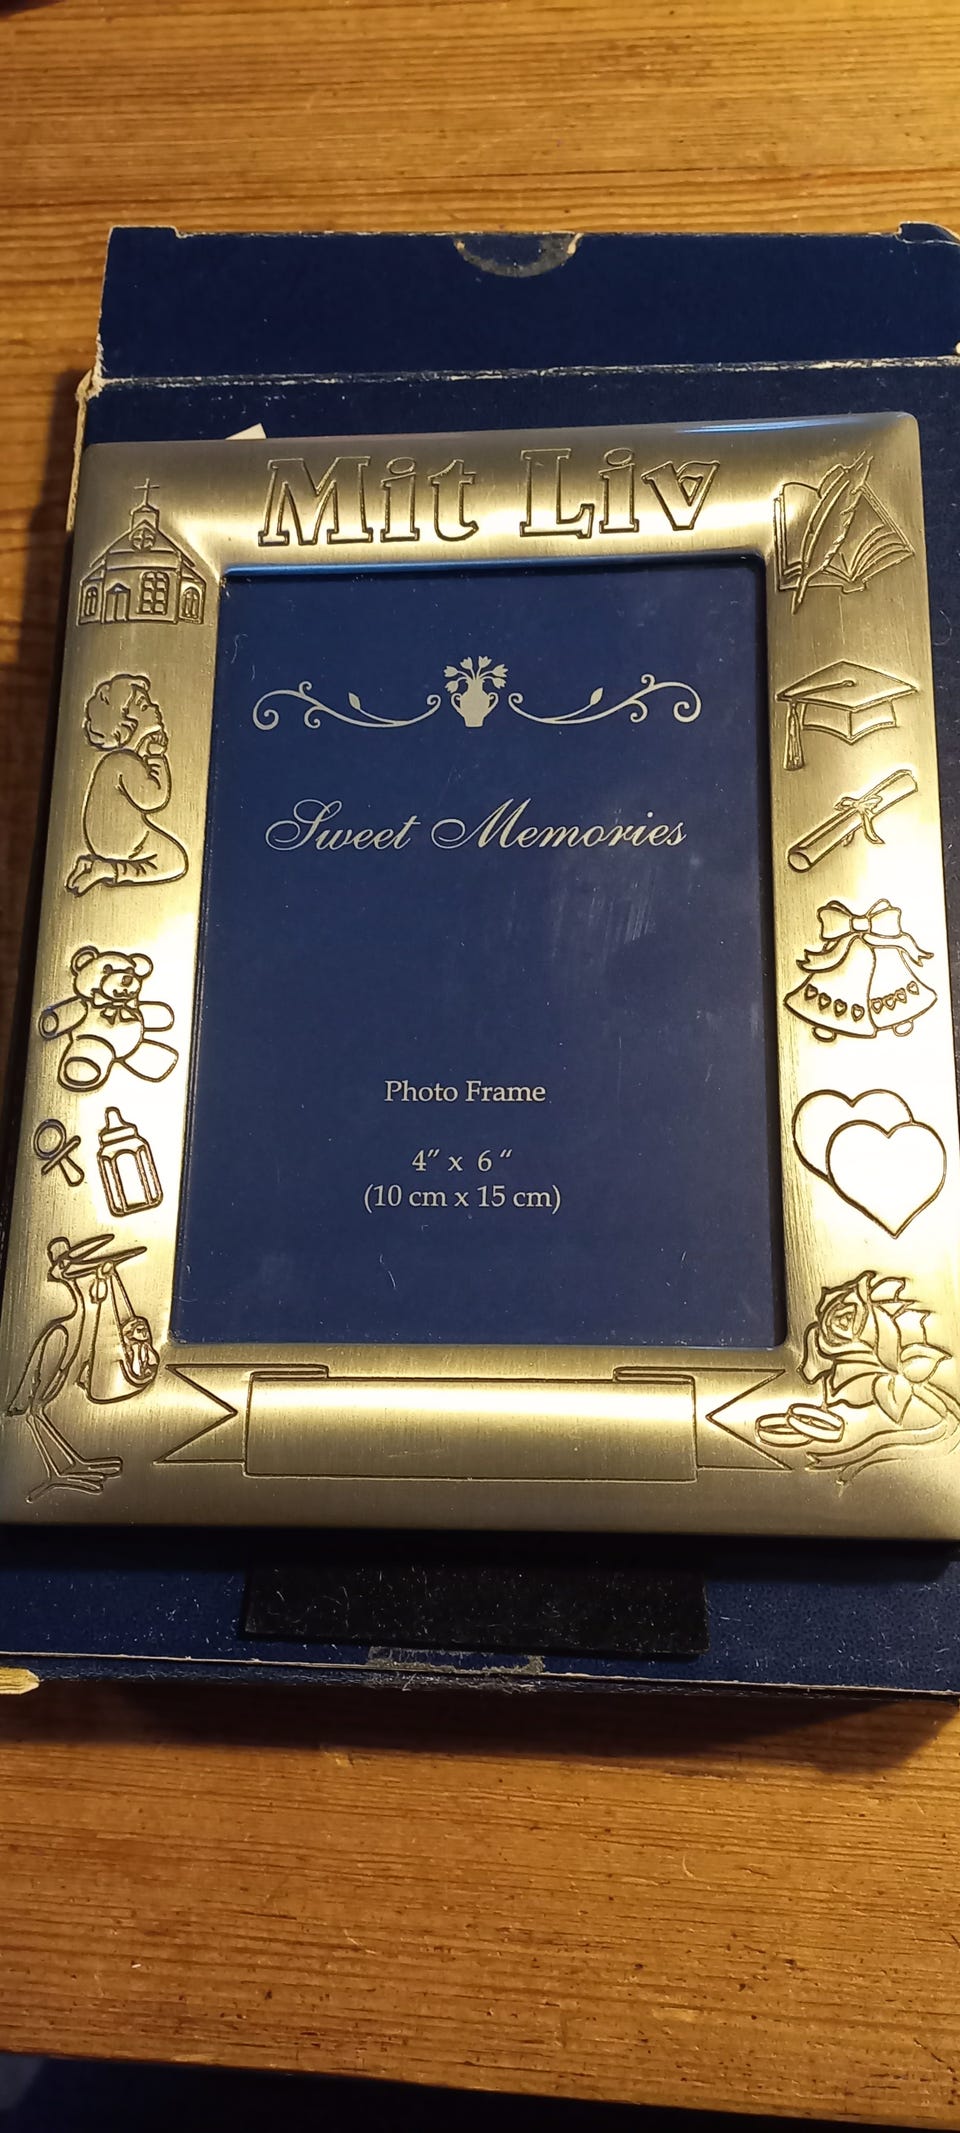 Mit Liv
Sweet Memories
Photo Frame
4" x 6"
(10 cm x 15 cm)